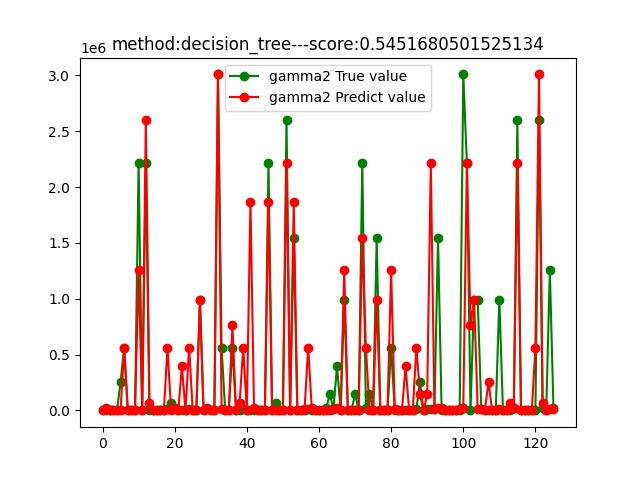 method:decision_tree---score:0.5451680501525134
1e6
gamma2 True value
gamma2 Predict value
3.0
2.5
2.0
1.5
1.0
0.5
0.0
0 20 40 60 80 100 120